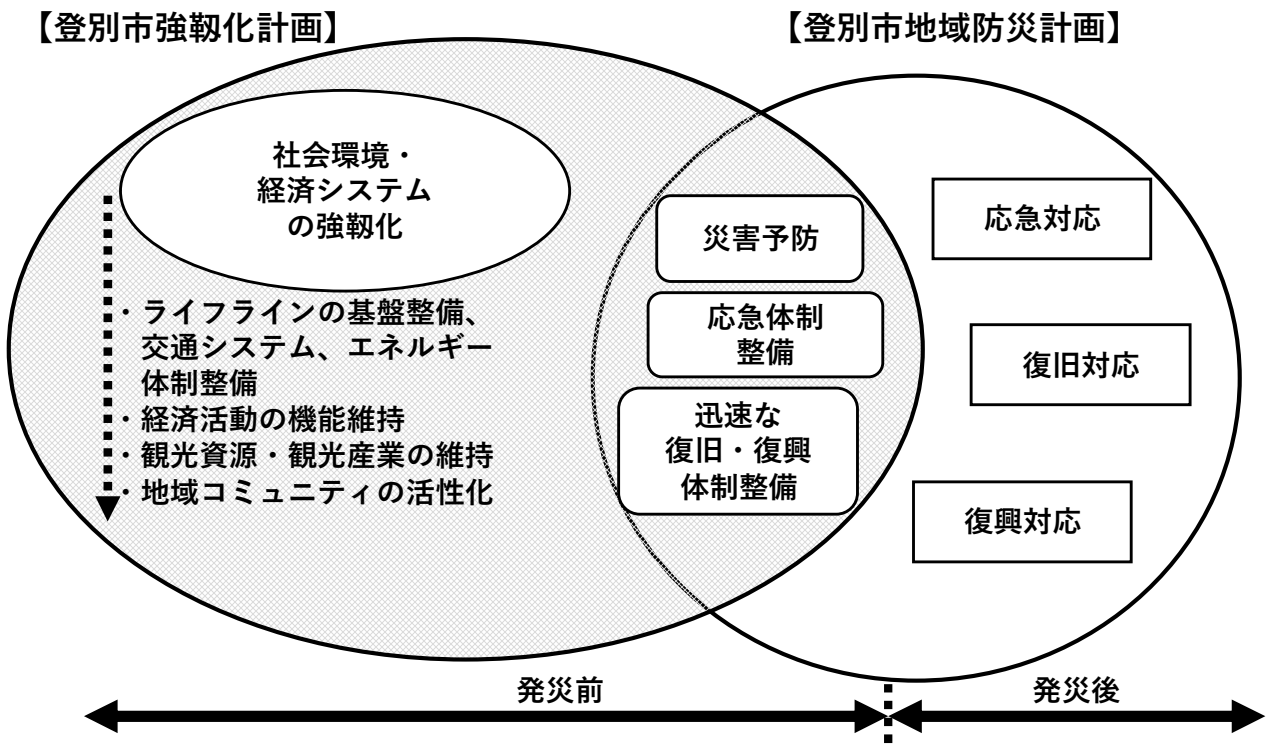 【登別市強靱化計画】
【登別市地域防災計画】
社会環境・
経済システム
の強靱化
・ライフラインの基盤整備、
交通システム、エネルギー
体制整備
・経済活動の機能維持
・観光資源・観光産業の維持
・地域コミュニティの活性化
災害予防
応急体制
整備
迅速な
復旧・復興
体制整備
応急対応
復旧対応
復興対応
発災前
発災後